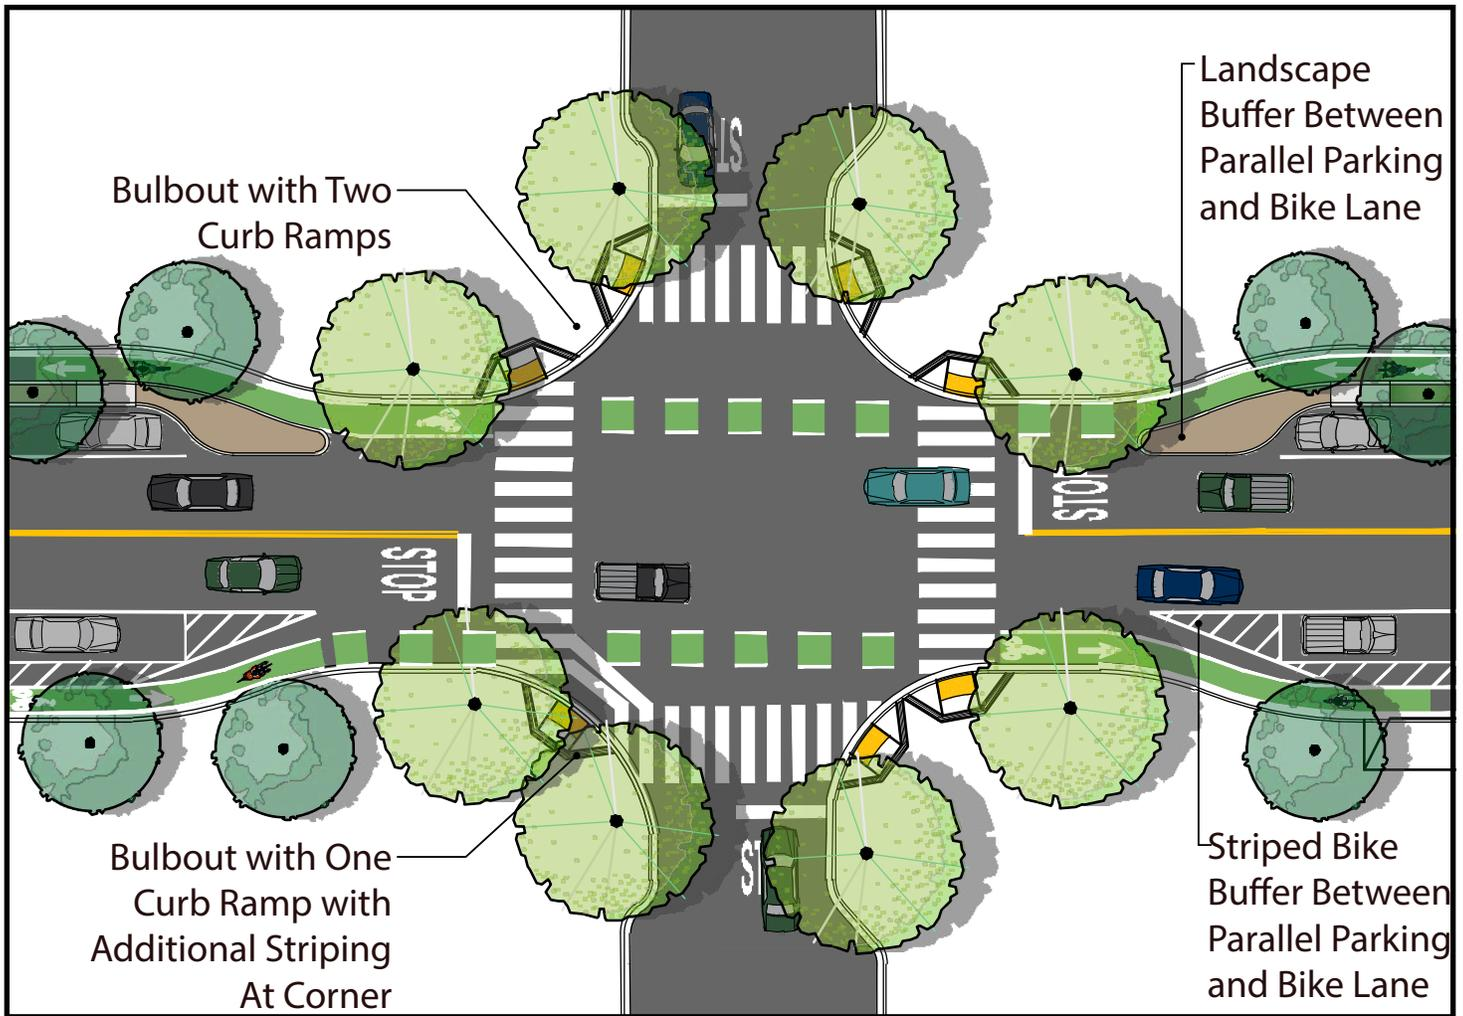 Landscape
Buffer Between
Parallel Parking
and Bike Lane
Bulbout with Two
Curb Ramps
STOP
STOP
Bulbout with One
Curb Ramp with
Additional Striping
At Corner
Striped Bike
Buffer Between
Parallel Parking
and Bike Lane